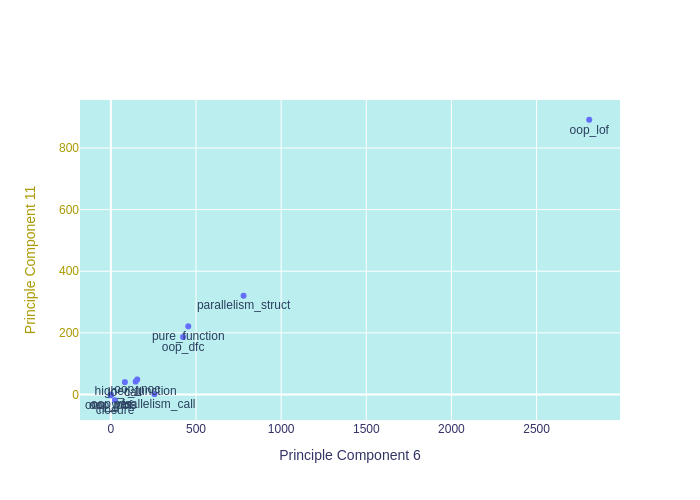 oop_lof
parallelism_struct
pure_function
oop_dfc
parallelism_call
closure
800
600
400
200
0
0
500
1000
1500
2000
2500
Principle Component 11
Principle Component 6